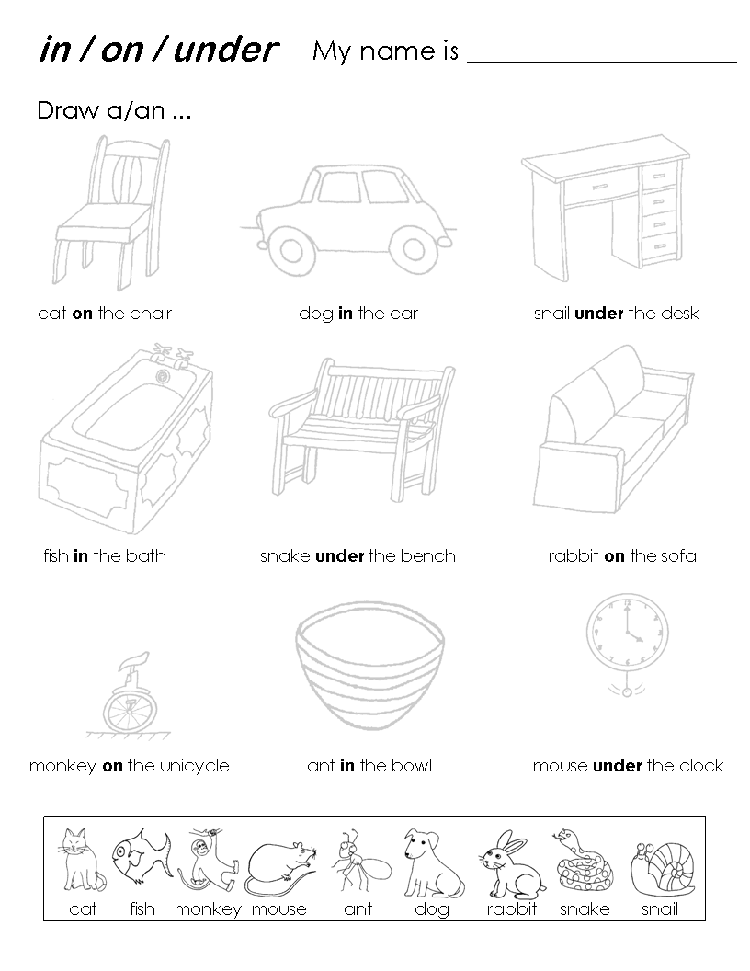 in / on / under My name is
Draw a/an ...
cat on the chair
dog in the car
snail under the desk
fish in the bath
snake under the bench
rabbit on the sofa
monkey on the unicycle
ant in the bowl
mouse under the clock
cat fish monkey mouse ant dog rabbit snake snail